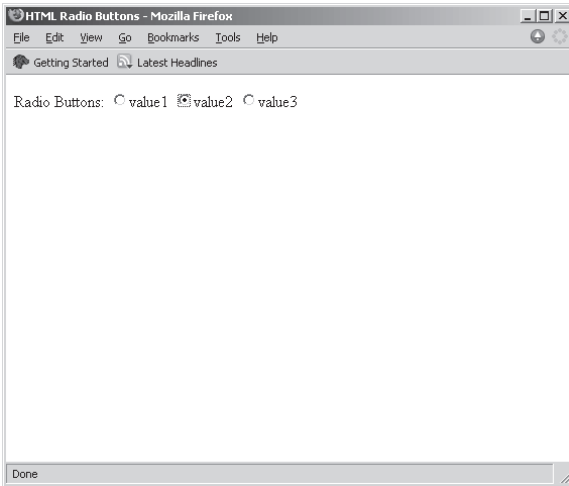 HTML Radio Buttons - Mozilla Firefox
File Edit View Go Bookmarks Tools Help
Getting Started Latest Headlines
Radio Buttons: value1 value2 value3
Done